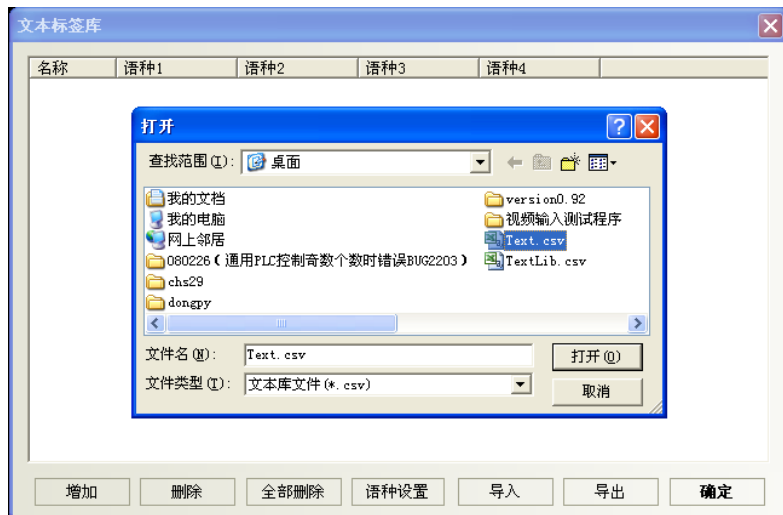 文本标签库
名称 语种1 语种2 语种3 语种4
打开
查找范围(I): 桌面
我的文档
我的电脑
网上邻居
080226(通用PLC控制奇数个数时错误BUG2203)
chs29
dongpy
version0.92
视频输入测试程序
Text.csv
TextLib.csv
文件名(N): Text.csv 打开(O)
文件类型(T): 文本库文件(*.csv) 取消
增加 删除 全部删除 语种设置 导入 导出 确定